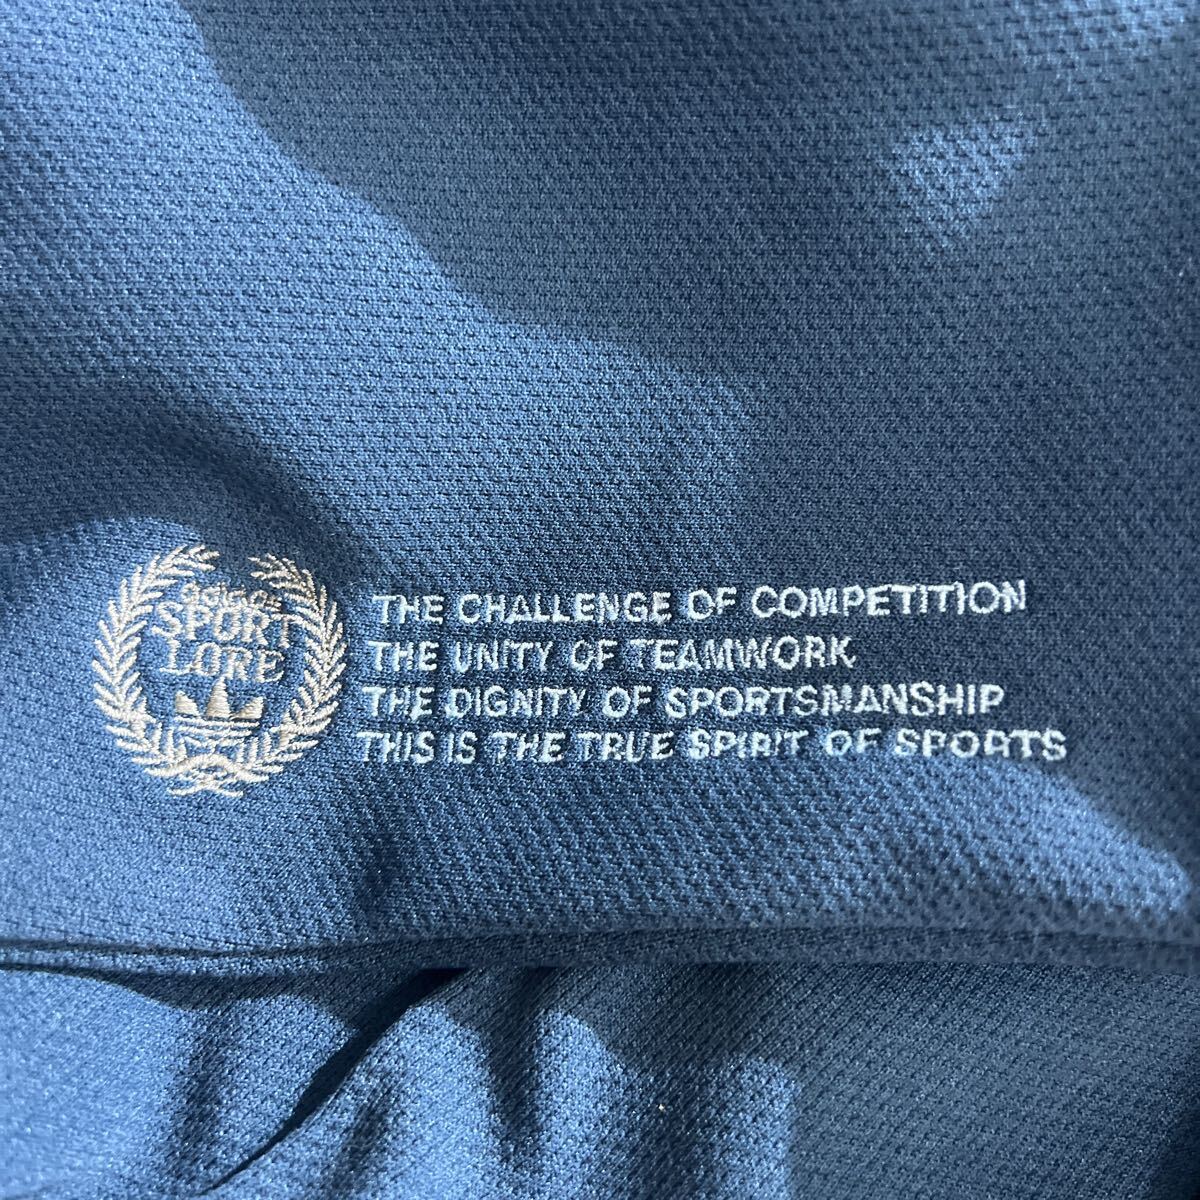 SPORT
LORE
THE CHALLENGE OF COMPETITION
THE UNITY OF TEAMWORK
THE DIGNITY OF SPORTSMANSHIP
THIS IS THE TRUE SPIRIT OF SPORTS